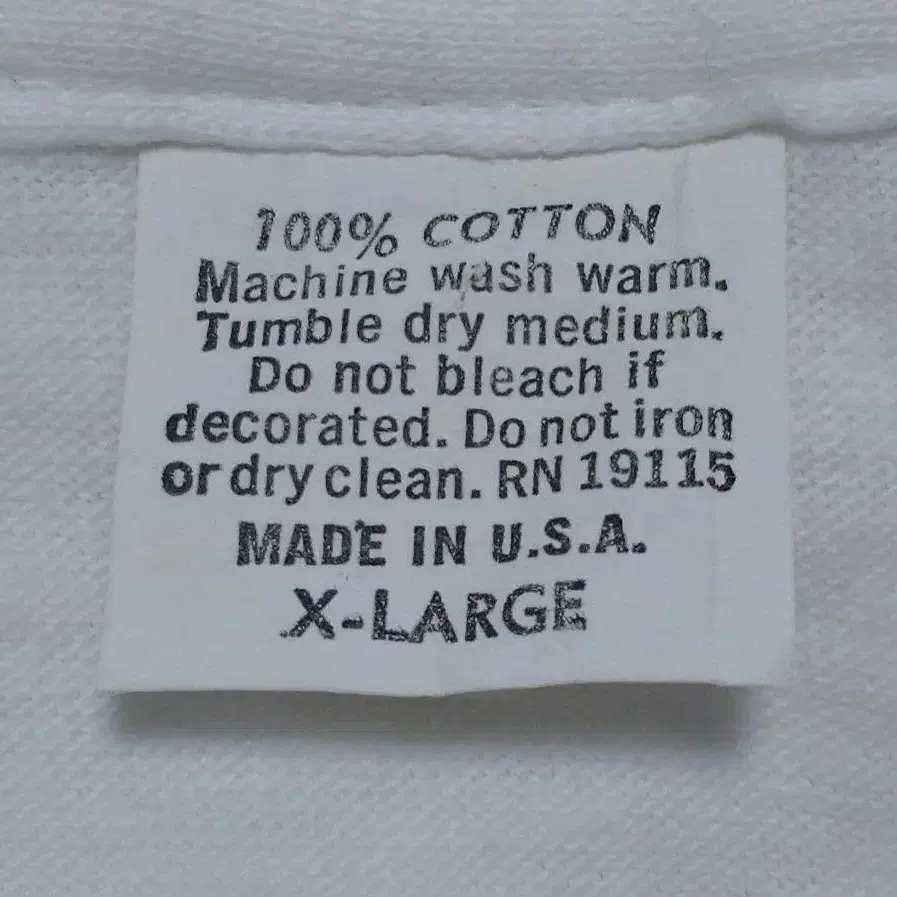 100% COTTON
Machine wash warm.
Tumble dry medium.
Do not bleach if
decorated. Do not iron
or dry clean. RN 19115
MADE IN U.S.A.
X-LARGE